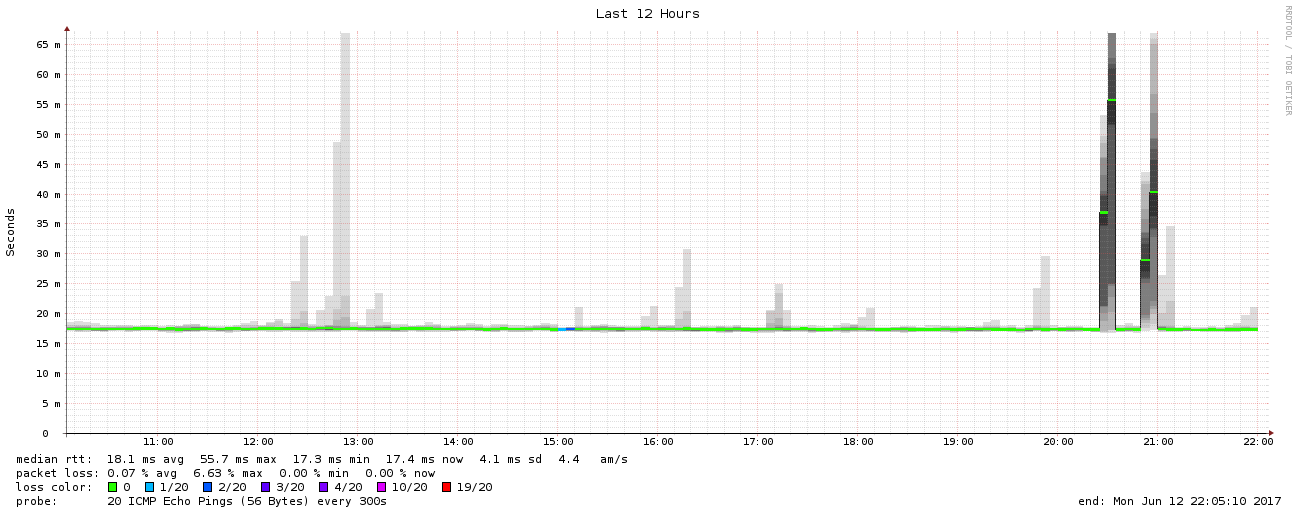 Last 12 Hours
RRDTOOL / TOBI OETIKER
Seconds
65 m
60 m
55 m
50 m
45 m
40 m
35 m
30 m
25 m
20 m
15 m
10 m
5 m
0
11:00 12:00 13:00 14:00 15:00 16:00 17:00 18:00 19:00 20:00 21:00 22:00
median rtt: 18.1 ms avg 55.7 ms max 17.3 ms min 17.4 ms now 4.1 ms sd 4.4 am/s
packet loss: 0.07 % avg 6.63 % max 0.00 % min 0.00 % now
loss color: 0 1/20 2/20 3/20 4/20 10/20 19/20
probe: 20 ICMP Echo Pings (56 Bytes) every 300s end: Mon Jun 12 22:05:10 2017